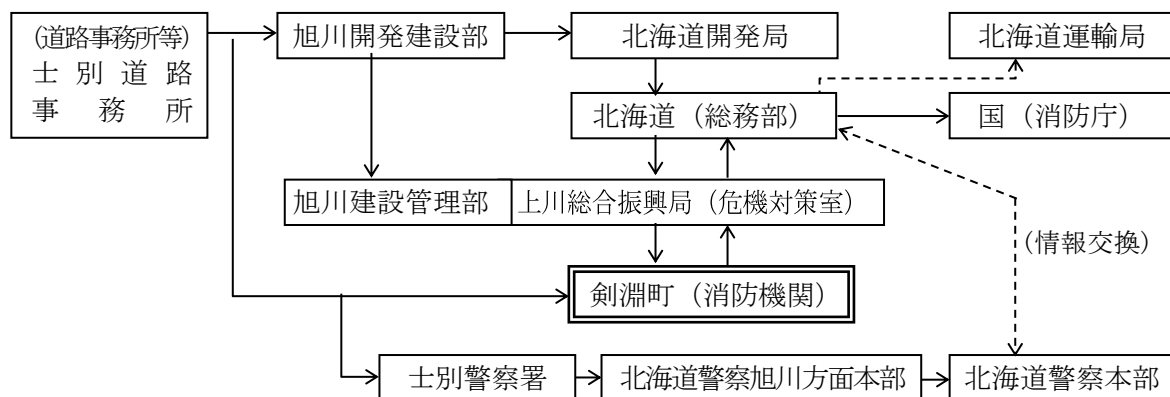 (道路事務所等)
士別道路
事務所
旭川開発建設部
北海道開発局
北海道運輸局
北海道(総務部)
国(消防庁)
旭川建設管理部
上川総合振興局(危機対策室)
(情報交換)
剣淵町(消防機関)
士別警察署
北海道警察旭川方面本部
北海道警察本部